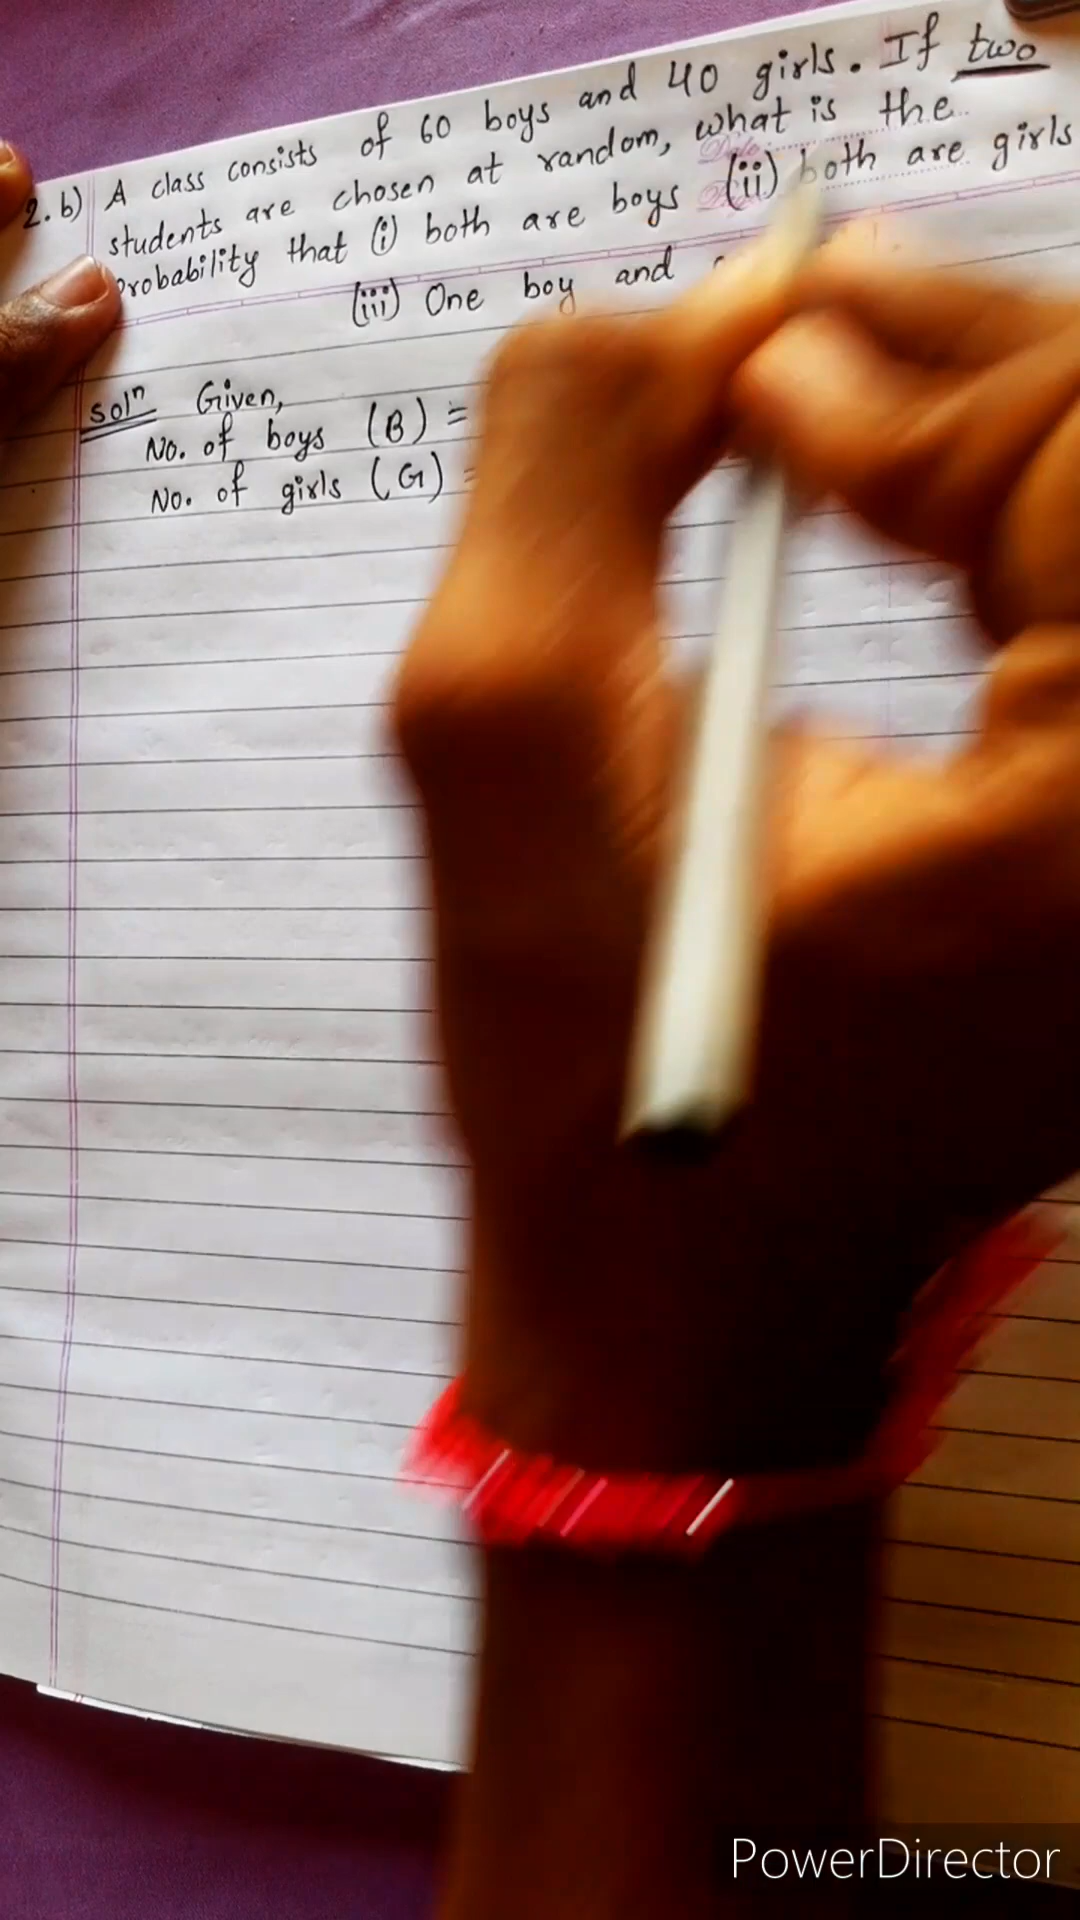 2. b) A class consists of 60 boys and 40 girls. If two
students are chosen at random, what is the
Probability that (i) both are boys (ii) both are girls
(iii) One boy and
Solⁿ Given,
No. of boys (B) =
No. of girls (G) =
PowerDirector